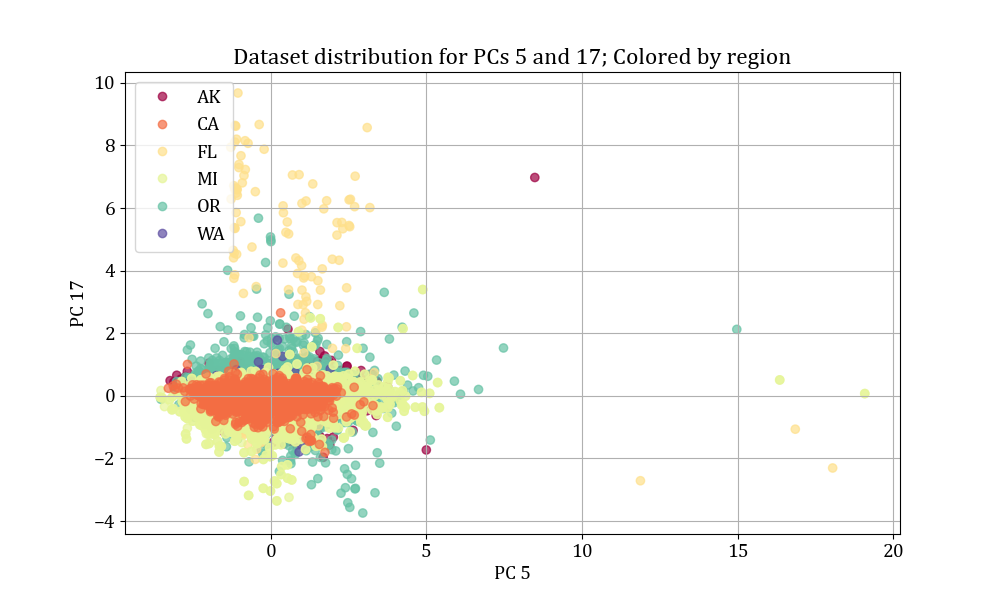 Dataset distribution for PCs 5 and 17; Colored by region
10
8
6
4
2
0
−2
−4
PC 17
AK
CA
FL
MI
OR
WA
0 5 10 15 20
PC 5